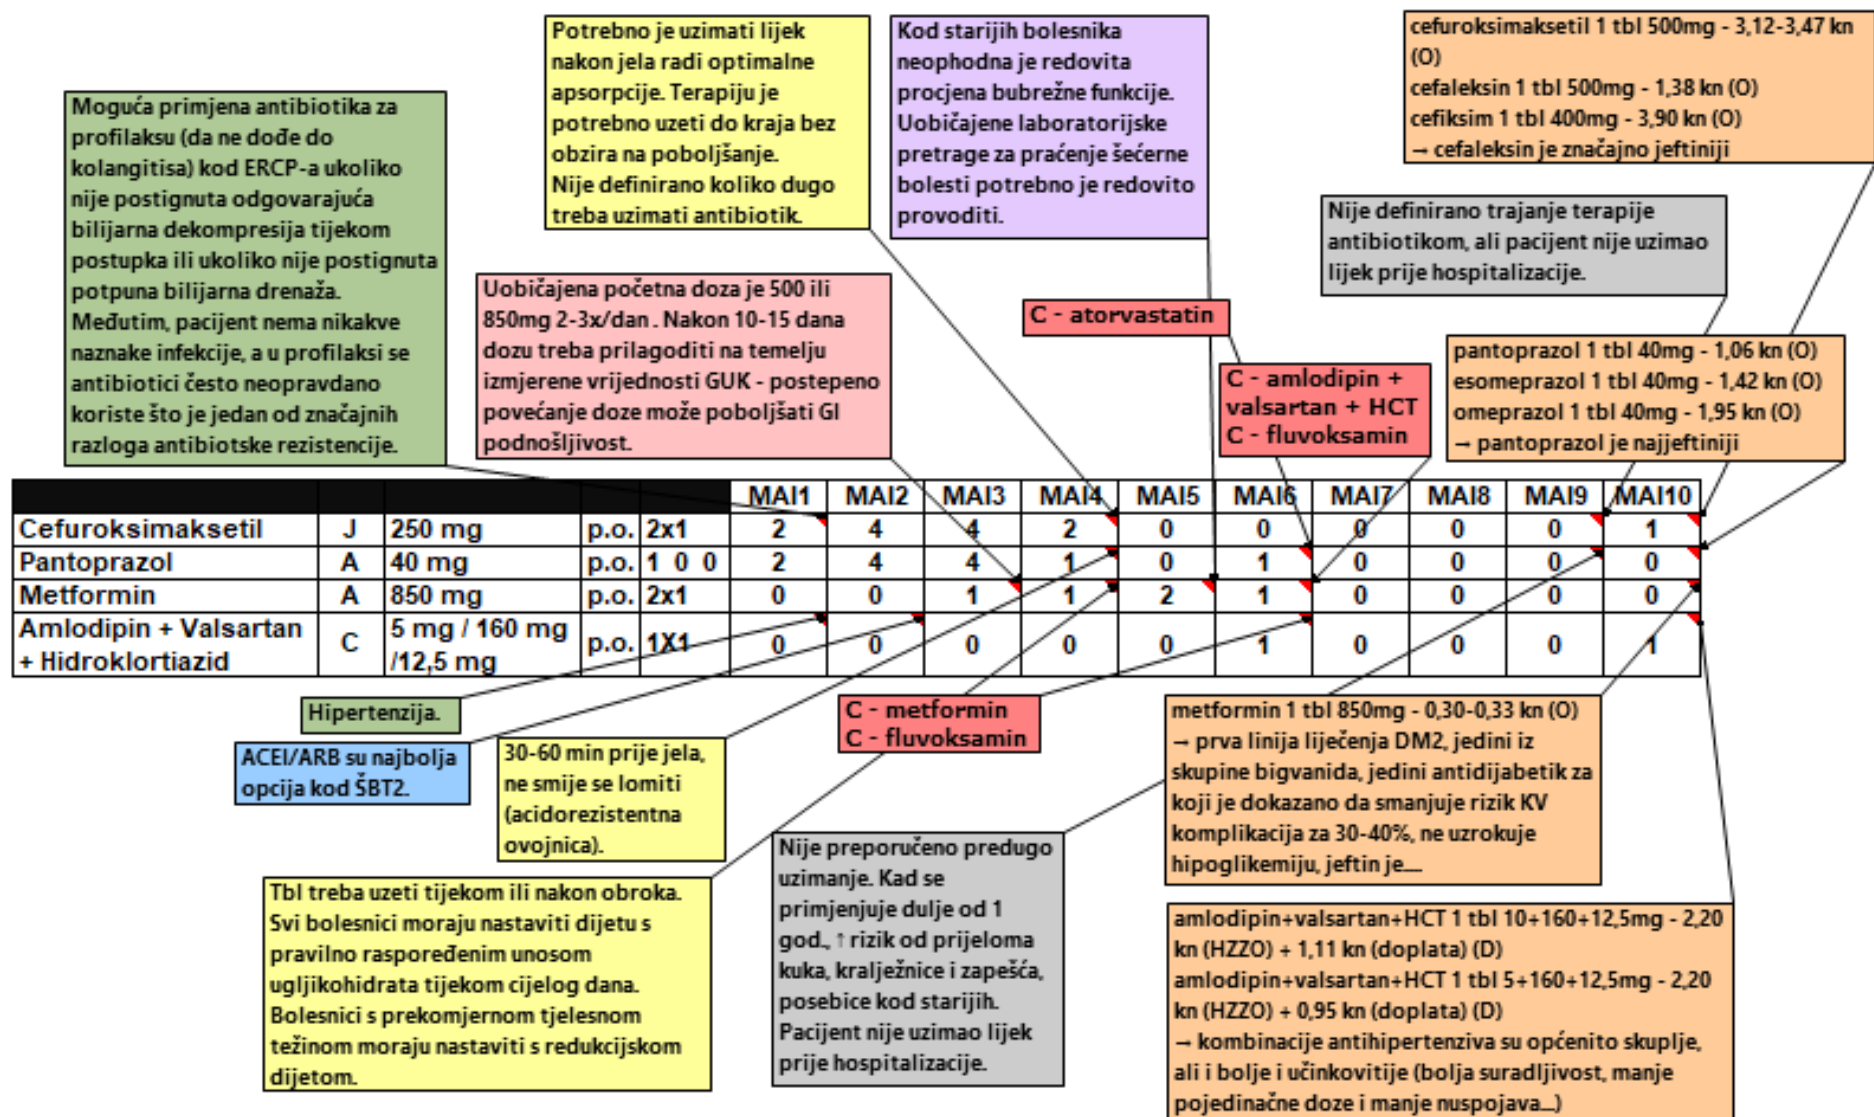 Potrebno je uzimati lijek
nakon jela radi optimalne
apsorpcije. Terapiju je
potrebno uzeti do kraja bez
obzira na poboljšanje.
Nije definirano koliko dugo
treba uzimati antibiotik.
Kod starijih bolesnika
neophodna je redovita
procjena bubrežne funkcije.
Uobičajene laboratorijske
pretrage za praćenje šećerne
bolesti potrebno je redovito
provoditi.
cefuroksimaksetil 1 tbl 500mg - 3,12-3,47 kn
(O)
cefaleksin 1 tbl 500mg - 1,38 kn (O)
cefiksim 1 tbl 400mg - 3,90 kn (O)
→ cefaleksin je značajno jeftiniji
Moguća primjena antibiotika za
profilaksu (da ne dođe do
kolangitisa) kod ERCP-a ukoliko
nije postignuta odgovarajuća
bilijarna dekompresija tijekom
postupka ili ukoliko nije postignuta
potpuna bilijarna drenaža.
Međutim, pacijent nema nikakve
naznake infekcije, a u profilaksi se
antibiotici često neopravdano
koriste što je jedan od značajnih
razloga antibiotske rezistencije.
Nije definirano trajanje terapije
antibiotikom, ali pacijent nije uzimao
lijek prije hospitalizacije.
Uobičajena početna doza je 500 ili
850mg 2-3x/dan . Nakon 10-15 dana
dozu treba prilagoditi na temelju
izmjerene vrijednosti GUK - postepeno
povećanje doze može poboljšati GI
podnošljivost.
C - atorvastatin
C - amlodipin +
valsartan + HCT
C - fluvoksamin
pantoprazol 1 tbl 40mg - 1,06 kn (O)
esomeprazol 1 tbl 40mg - 1,42 kn (O)
omeprazol 1 tbl 40mg - 1,95 kn (O)
→ pantoprazol je najjeftiniji
MAI1 MAI2 MAI3 MAI4 MAI5 MAI6 MAI7 MAI8 MAI9 MAI10
Cefuroksimaksetil J 250 mg p.o. 2x1 2 4 4 2 0 0 0 0 0 1
Pantoprazol A 40 mg p.o. 1 0 0 2 4 4 1 0 1 0 0 0 0
Metformin A 850 mg p.o. 2x1 0 0 1 1 2 1 0 0 0 0
Amlodipin + Valsartan
+ Hidroklortiazid C 5 mg / 160 mg
/12,5 mg p.o. 1X1 0 0 0 0 0 1 0 0 0 1
Hipertenzija.
ACEI/ARB su najbolja
opcija kod ŠBT2.
30-60 min prije jela,
ne smije se lomiti
(acidorezistentna
ovojnica).
C - metformin
C - fluvoksamin
metformin 1 tbl 850mg - 0,30-0,33 kn (O)
→ prva linija liječenja DM2, jedini iz
skupine bigvanida, jedini antidijabetik za
koji je dokazano da smanjuje rizik KV
komplikacija za 30-40%, ne uzrokuje
hipoglikemiju, jeftin je....
Tbl treba uzeti tijekom ili nakon obroka.
Svi bolesnici moraju nastaviti dijetu s
pravilno raspoređenim unosom
ugljikohidrata tijekom cijelog dana.
Bolesnici s prekomjernom tjelesnom
težinom moraju nastaviti s redukcijskom
dijetom.
Nije preporučeno predugo
uzimanje. Kad se
primjenjuje dulje od 1
god., ↑ rizik od prijeloma
kuka, kralježnice i zapešća,
posebice kod starijih.
Pacijent nije uzimao lijek
prije hospitalizacije.
amlodipin+valsartan+HCT 1 tbl 10+160+12,5mg - 2,20
kn (HZZO) + 1,11 kn (doplata) (D)
amlodipin+valsartan+HCT 1 tbl 5+160+12,5mg - 2,20
kn (HZZO) + 0,95 kn (doplata) (D)
→ kombinacije antihipertenziva su općenito skuplje,
ali i bolje i učinkovitije (bolja suradljivost, manje
pojedinačne doze i manje nuspojava...)